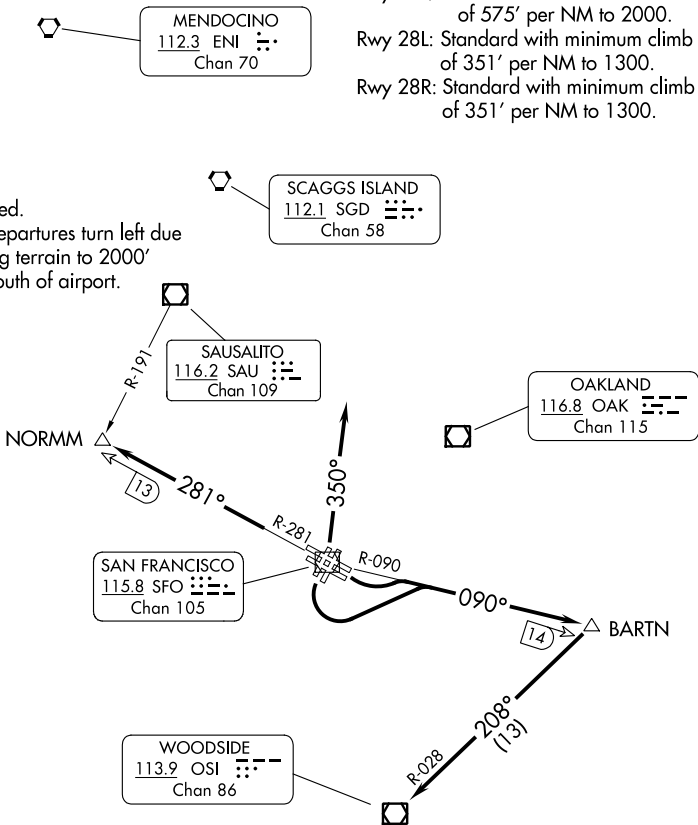 of 575' per NM to 2000.
Rwy 28L: Standard with minimum climb
of 351' per NM to 1300.
Rwy 28R: Standard with minimum climb
of 351' per NM to 1300.
MENDOCINO
112.3 ENI
Chan 70
SCAGGS ISLAND
112.1 SGD
Chan 58
ed.
epartures turn left due
g terrain to 2000'
outh of airport.
SAUSALITO
116.2 SAU
Chan 109
R-191
OAKLAND
116.8 OAK
Chan 115
NORMM
13
281°
350°
R-281
R-090
SAN FRANCISCO
115.8 SFO
Chan 105
090°
14
BARTN
208°
(13)
R-028
WOODSIDE
113.9 OSI
Chan 86